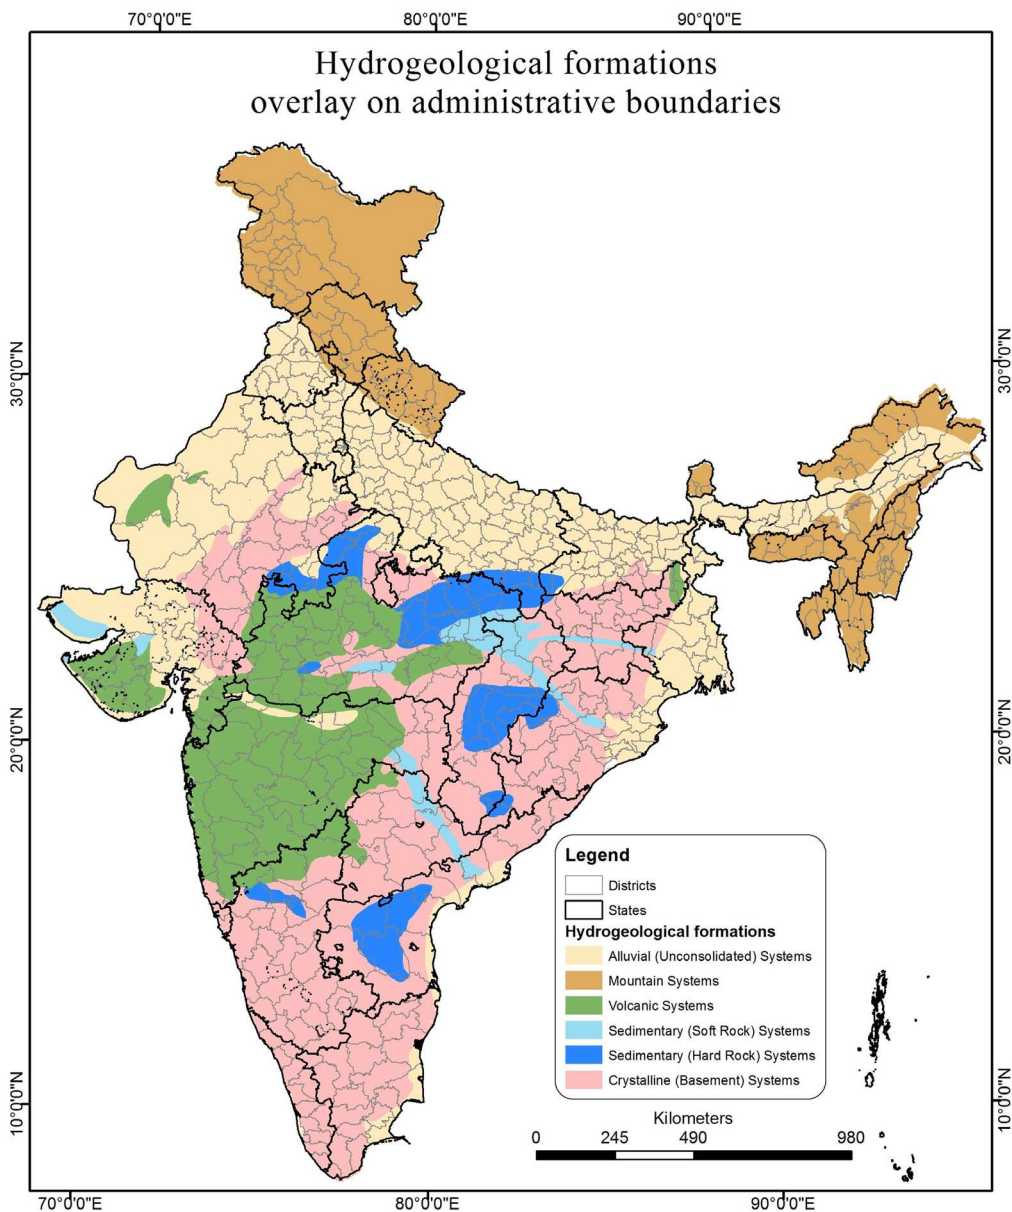 70°0'0"E 80°0'0"E 90°0'0"E
Hydrogeological formations
overlay on administrative boundaries
30°0'0"N 30°0'0"N
20°0'0"N 20°0'0"N
Legend
Districts
States
Hydrogeological formations
Alluvial (Unconsolidated) Systems
Mountain Systems
Volcanic Systems
Sedimentary (Soft Rock) Systems
Sedimentary (Hard Rock) Systems
Crystalline (Basement) Systems
10°0'0"N 10°0'0"N
Kilometers
0 245 490 980
70°0'0"E 80°0'0"E 90°0'0"E